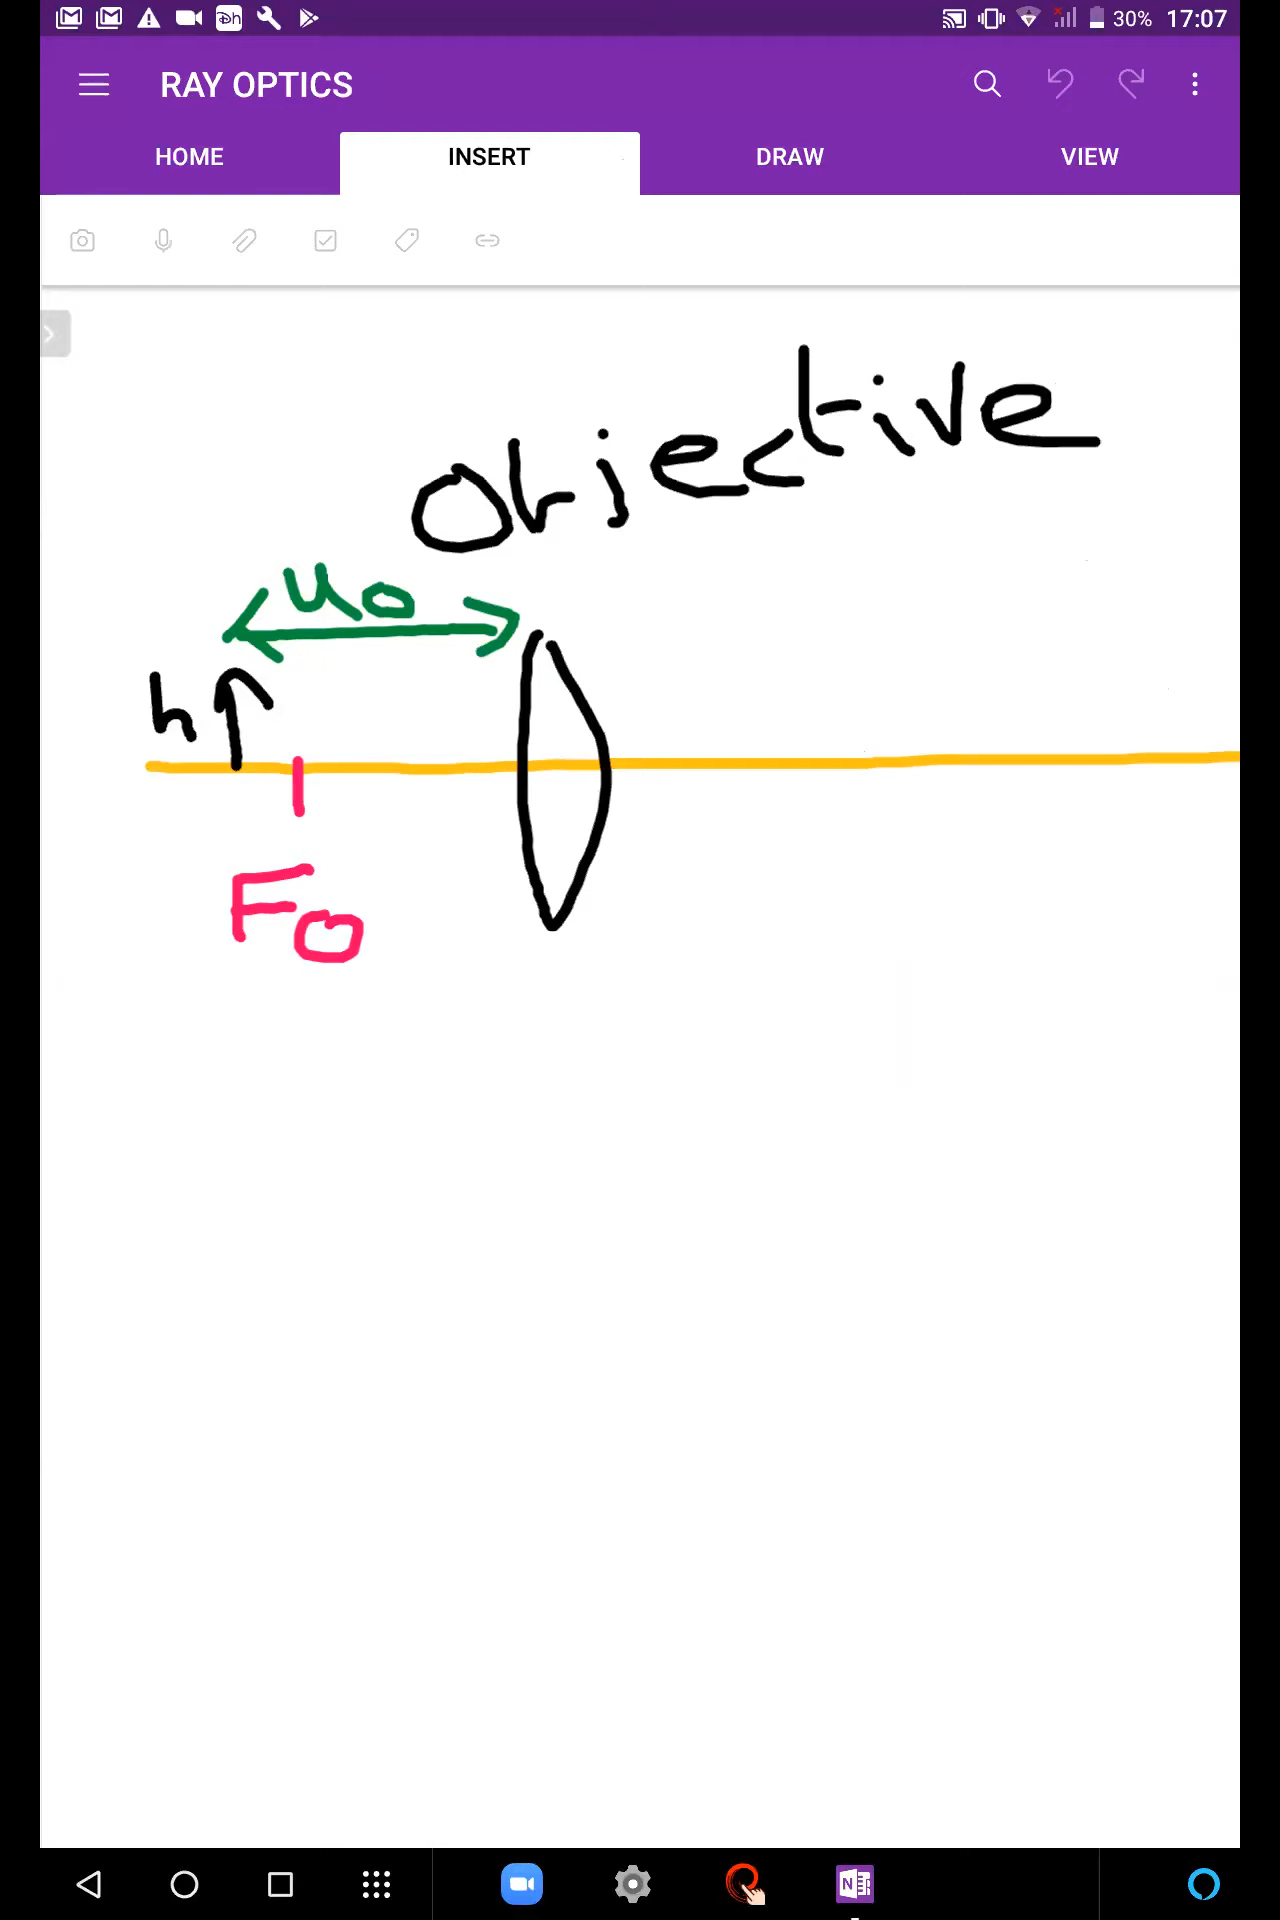 30% 17:07
RAY OPTICS
HOME INSERT DRAW VIEW
Objective
uo
h
Fo